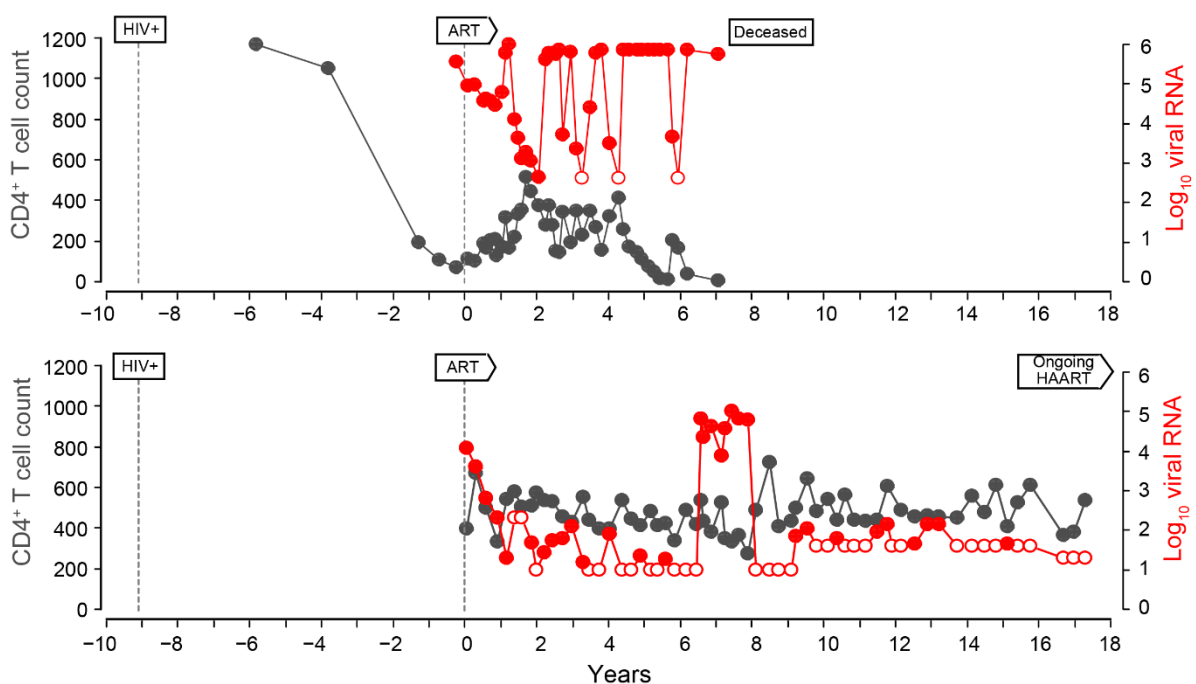 HIV+
ART
Deceased
CD4⁺ T cell count
1200
1000
800
600
400
200
0
6
5
4
3
2
1
0
Log₁₀ viral RNA
−10 −8 −6 −4 −2 0 2 4 6 8 10 12 14 16 18
HIV+
ART
Ongoing
HAART
CD4⁺ T cell count
1200
1000
800
600
400
200
0
6
5
4
3
2
1
0
Log₁₀ viral RNA
−10 −8 −6 −4 −2 0 2 4 6 8 10 12 14 16 18
Years